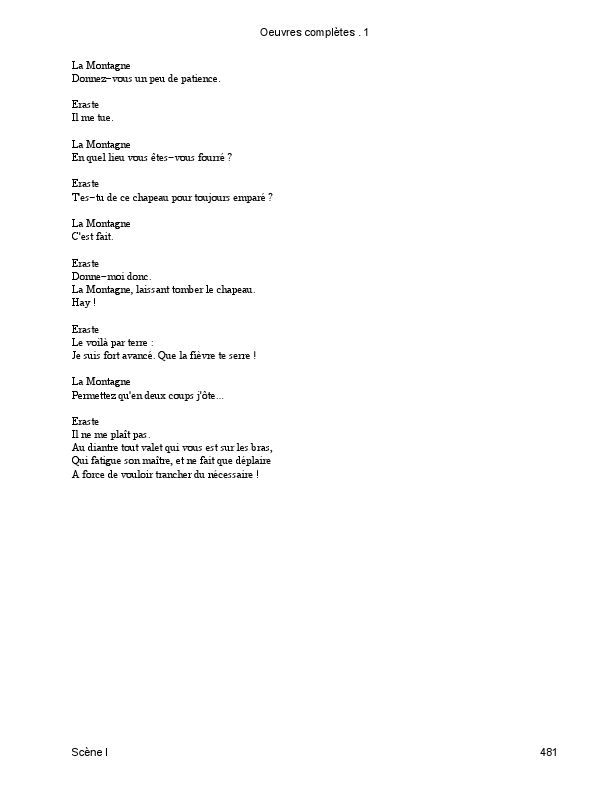 Oeuvres complètes . 1
La Montagne
Donnez−vous un peu de patience.
Eraste
Il me tue.
La Montagne
En quel lieu vous êtes−vous fourré ?
Eraste
T'es−tu de ce chapeau pour toujours emparé ?
La Montagne
C'est fait.
Eraste
Donne−moi donc.
La Montagne, laissant tomber le chapeau.
Hay !
Eraste
Le voilà par terre :
Je suis fort avancé. Que la fièvre te serre !
La Montagne
Permettez qu'en deux coups j'ôte...
Eraste
Il ne me plaît pas.
Au diantre tout valet qui vous est sur les bras,
Qui fatigue son maître, et ne fait que déplaire
A force de vouloir trancher du nécessaire !
Scène I
481